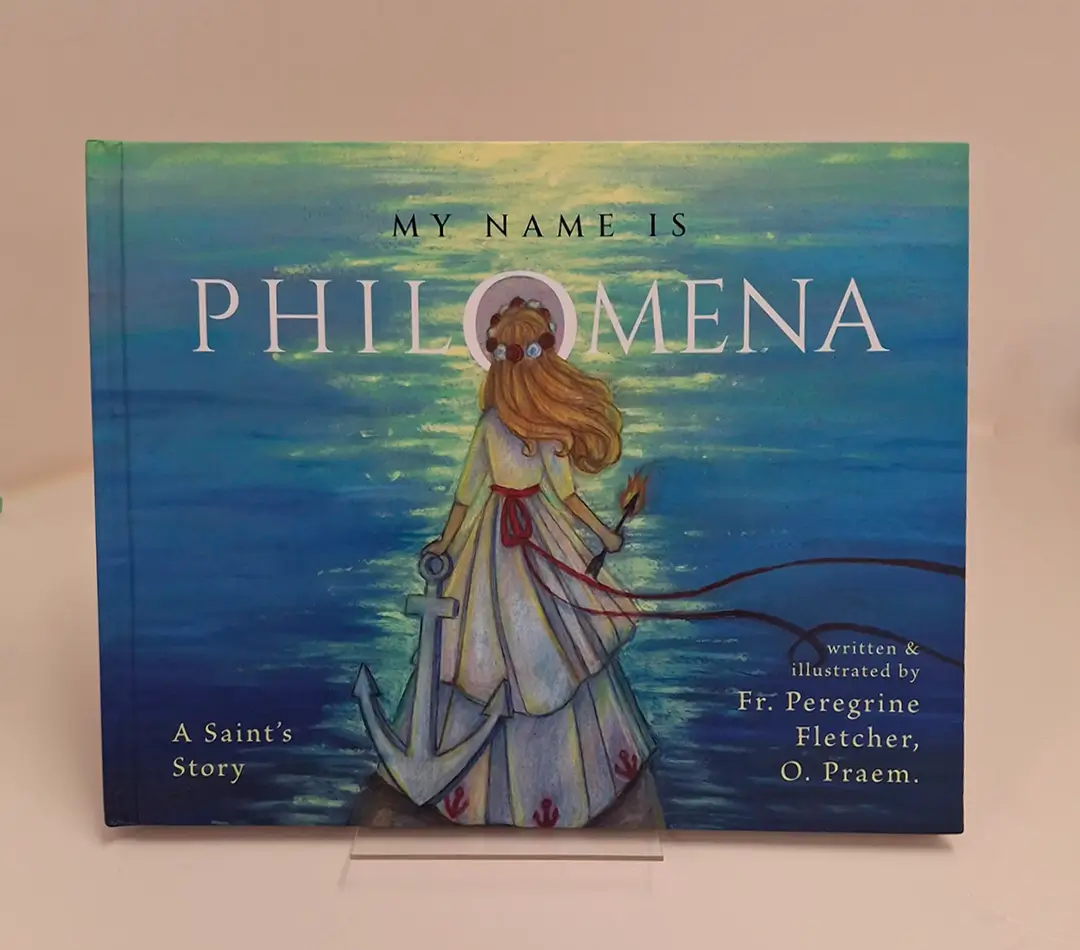 MY NAME IS
PHILOMENA
written &
illustrated by
Fr. Peregrine
Fletcher,
O. Praem.
A Saint's
Story